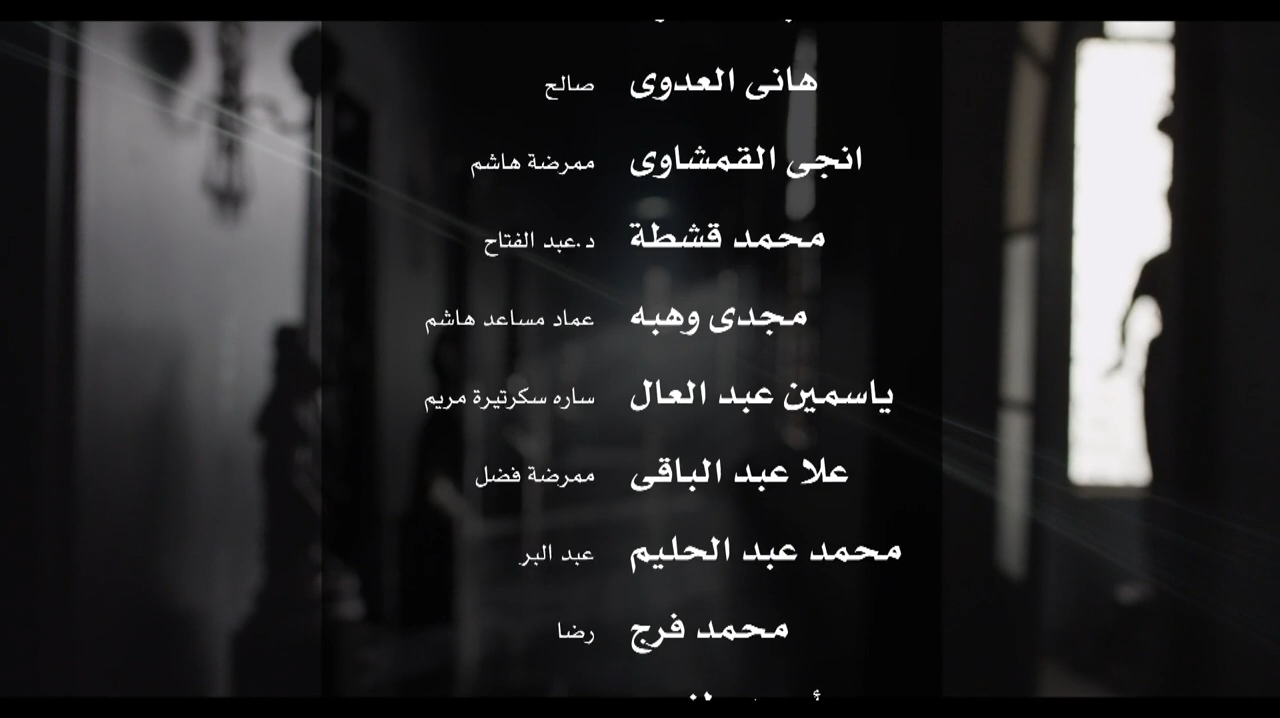 هانى العدوى صالح
انجى القمشاوى ممرضة هاشم
محمد قشطة د.عبد الفتاح
مجدى وهبه عماد مساعد هاشم
ياسمين عبد العال ساره سكرتيرة مريم
علا عبد الباقى ممرضة فضل
محمد عبد الحليم عبد البر
محمد فرج رضا